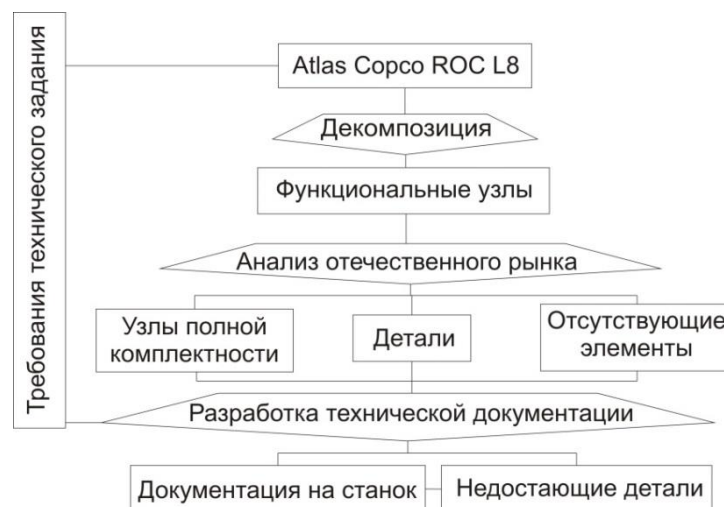 Требования технического задания
Atlas Copco ROC L8
Декомпозиция
Функциональные узлы
Анализ отечественного рынка
Узлы полной
комплектности
Детали
Отсутствующие
элементы
Разработка технической документации
Документация на станок
Недостающие детали